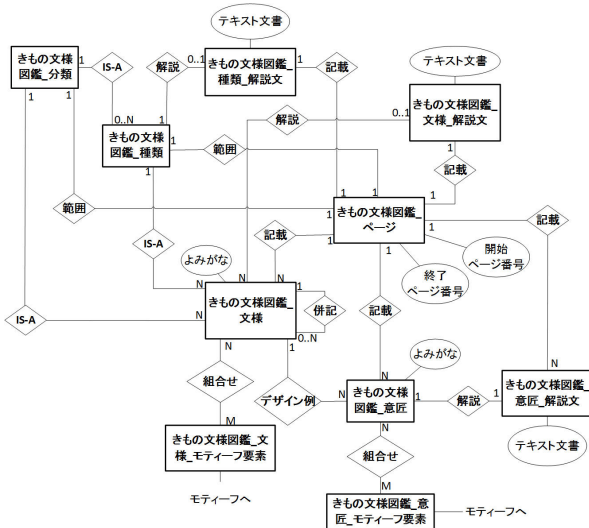 テキスト文書
きもの文様
図鑑_分類
1
IS-A
0..N
1
1
解説
1
0..1
きもの文様図鑑_
種類_解説文
1
記載
1
テキスト文書
きもの文様図鑑_
文様_解説文
0..1
解説
N
1
記載
1
きもの文様
図鑑_種類
1
範囲
1
1
範囲
1
きもの文様図鑑_
ページ
1
1
1
記載
N
開始
ページ番号
終了
ページ番号
IS-A
N
よみがな
記載
N
きもの文様図鑑_
文様
1
併記
0..N
記載
N
IS-A
N
N
組合せ
M
1
デザイン例
N
よみがな
きもの文様
図鑑_意匠
1
解説
1
きもの文様図鑑_
意匠_解説文
テキスト文書
きもの文様図鑑_文
様_モティーフ要素
モティーフへ
N
組合せ
M
きもの文様図鑑_意
匠_モティーフ要素
モティーフへ